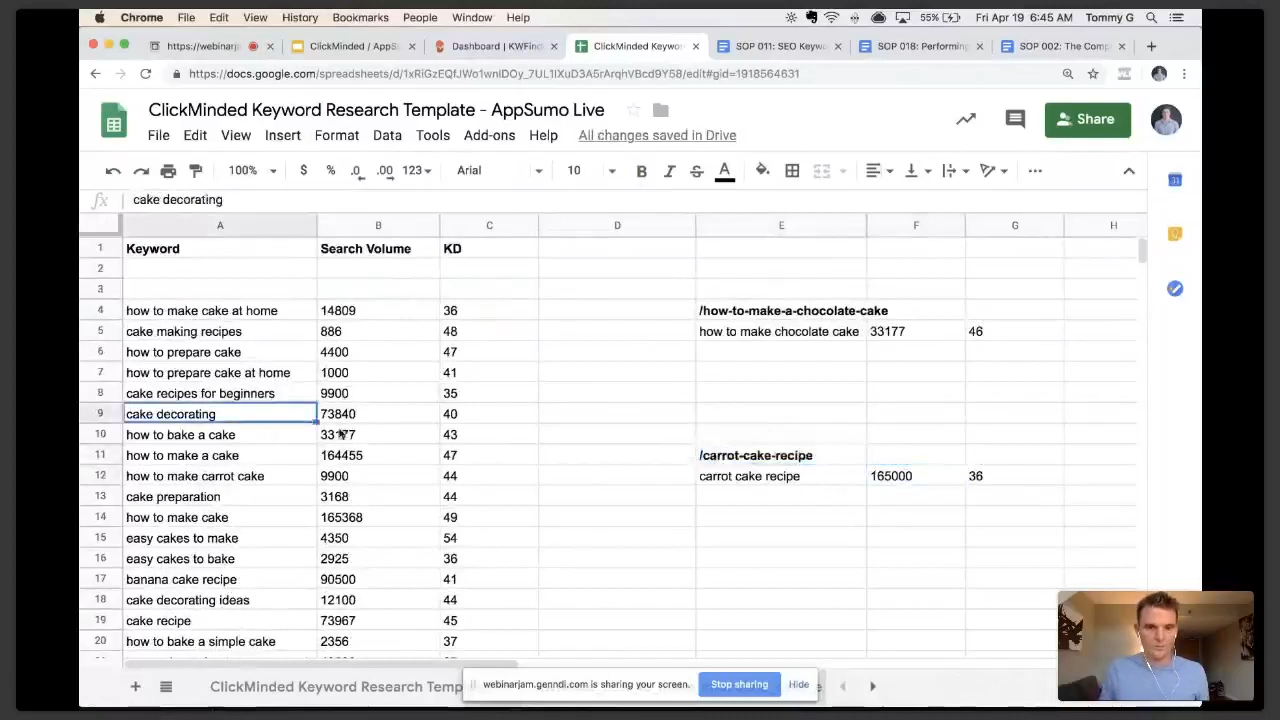 Chrome File Edit View History Bookmarks People Window Help 55% Fri Apr 19 6:45 AM Tommy G
https://webinarj ClickMinded / AppS Dashboard | KWFind ClickMinded Keywor SOP 011: SEO Keyw SOP 018: Performing SOP 002: The Comp
ClickMinded Keyword Research Template - AppSumo Live
File Edit View Insert Format Data Tools Add-ons Help All changes saved in Drive
Share
100% $ % .0 .00 123 Arial 10 B I S A
fx cake decorating
A B C D E F G H
1 Keyword Search Volume KD
2
3
4 how to make cake at home 14809 36 /how-to-make-a-chocolate-cake
5 cake making recipes 886 48 how to make chocolate cake 33177 46
6 how to prepare cake 4400 47
7 how to prepare cake at home 1000 41
8 cake recipes for beginners 9900 35
9 cake decorating 73840 40
10 how to bake a cake 33177 43
11 how to make a cake 164455 47 /carrot-cake-recipe
12 how to make carrot cake 9900 44 carrot cake recipe 165000 36
13 cake preparation 3168 44
14 how to make cake 165368 49
15 easy cakes to make 4350 54
16 easy cakes to bake 2925 36
17 banana cake recipe 90500 41
18 cake decorating ideas 12100 44
19 cake recipe 73967 45
20 how to bake a simple cake 2356 37
ClickMinded Keyword Research Temp
webinarjam.genndi.com is sharing your screen. Stop sharing Hide